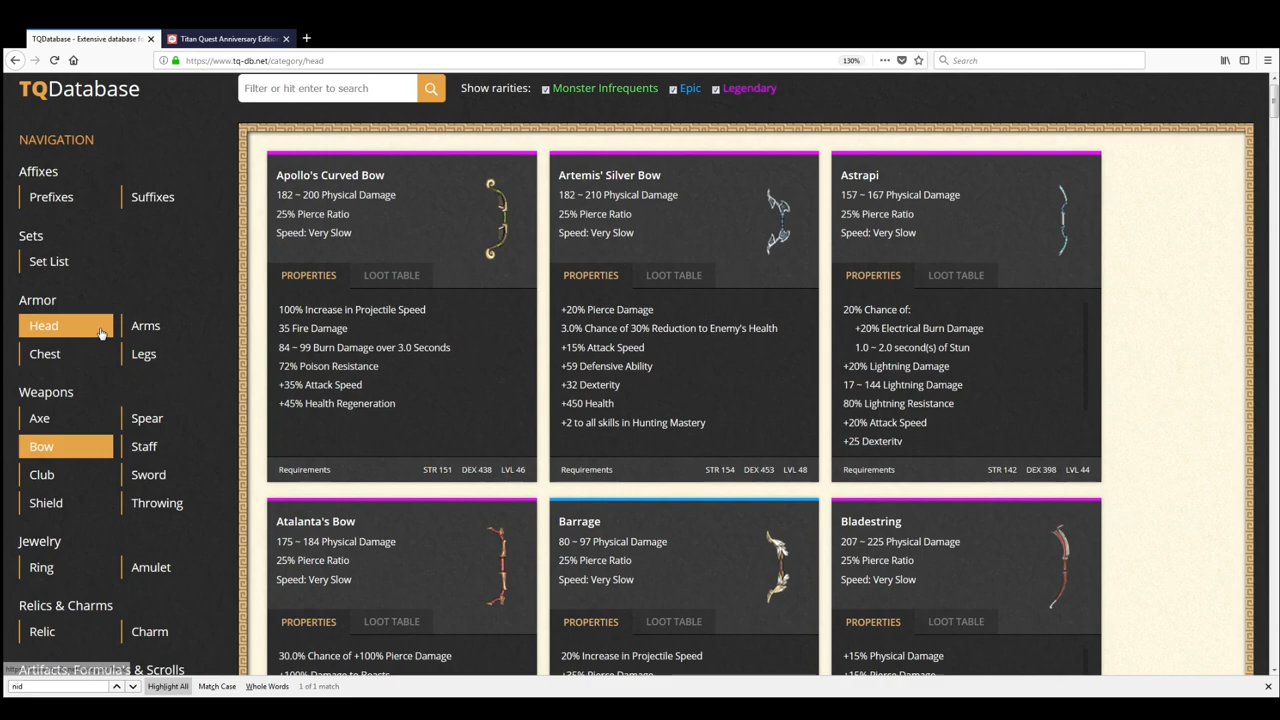 TQDatabase - Extensive database fo
Titan Quest Anniversary Edition
https://www.tq-db.net/category/head
130%
Search
TQDatabase
Filter or hit enter to search
Show rarities: Monster Infrequents Epic Legendary
NAVIGATION
Affixes
Prefixes Suffixes
Sets
Set List
Armor
Head Arms
Chest Legs
Weapons
Axe Spear
Bow Staff
Club Sword
Shield Throwing
Jewelry
Ring Amulet
Relics & Charms
Relic Charm
Artifacts, Formula's & Scrolls
Apollo's Curved Bow
182 ~ 200 Physical Damage
25% Pierce Ratio
Speed: Very Slow
PROPERTIES LOOT TABLE
100% Increase in Projectile Speed
35 Fire Damage
84 ~ 99 Burn Damage over 3.0 Seconds
72% Poison Resistance
+35% Attack Speed
+45% Health Regeneration
Requirements STR 151 DEX 438 LVL 46
Artemis' Silver Bow
182 ~ 210 Physical Damage
25% Pierce Ratio
Speed: Very Slow
PROPERTIES LOOT TABLE
+20% Pierce Damage
3.0% Chance of 30% Reduction to Enemy's Health
+15% Attack Speed
+59 Defensive Ability
+32 Dexterity
+450 Health
+2 to all skills in Hunting Mastery
Requirements STR 154 DEX 453 LVL 48
Astrapi
157 ~ 167 Physical Damage
25% Pierce Ratio
Speed: Very Slow
PROPERTIES LOOT TABLE
20% Chance of:
+20% Electrical Burn Damage
1.0 ~ 2.0 second(s) of Stun
+20% Lightning Damage
17 ~ 144 Lightning Damage
80% Lightning Resistance
+20% Attack Speed
+25 Dexterity
Requirements STR 142 DEX 398 LVL 44
Atalanta's Bow
175 ~ 184 Physical Damage
25% Pierce Ratio
Speed: Very Slow
PROPERTIES LOOT TABLE
30.0% Chance of +100% Pierce Damage
+100% Damage to Beasts
Barrage
80 ~ 97 Physical Damage
25% Pierce Ratio
Speed: Very Slow
PROPERTIES LOOT TABLE
20% Increase in Projectile Speed
+35% Pierce Damage
Bladestring
207 ~ 225 Physical Damage
25% Pierce Ratio
Speed: Very Slow
PROPERTIES LOOT TABLE
+15% Physical Damage
+15% Pierce Damage
nid
Highlight All Match Case Whole Words 1 of 1 match